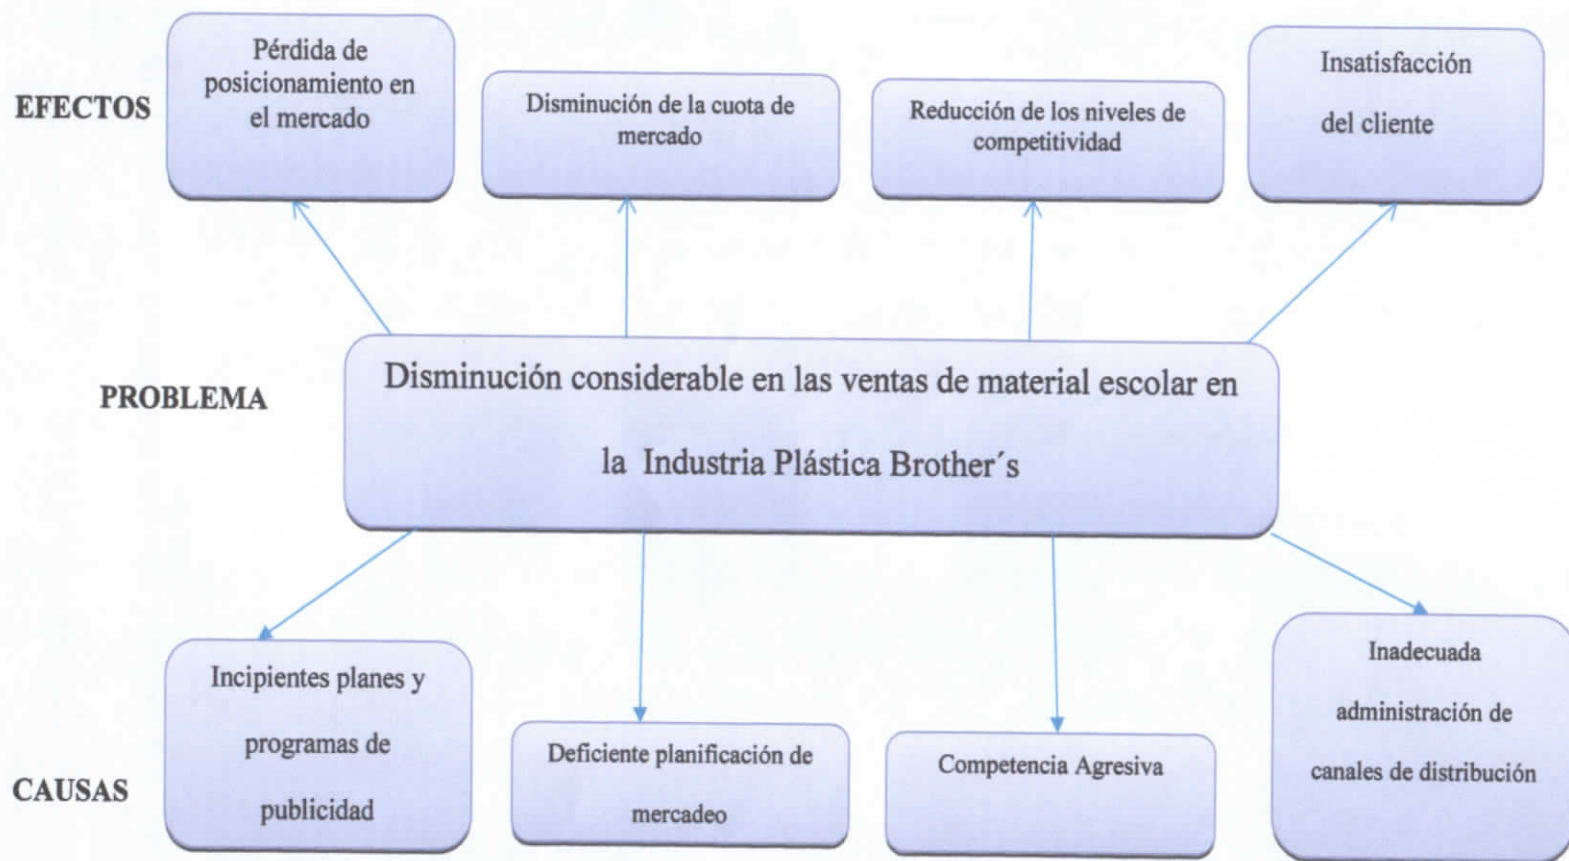 EFECTOS
Pérdida de
posicionamiento en
el mercado
Disminución de la cuota de
mercado
Reducción de los niveles de
competitividad
Insatisfacción
del cliente
PROBLEMA
Disminución considerable en las ventas de material escolar en
la Industria Plástica Brother´s
CAUSAS
Incipientes planes y
programas de
publicidad
Deficiente planificación de
mercadeo
Competencia Agresiva
Inadecuada
administración de
canales de distribución